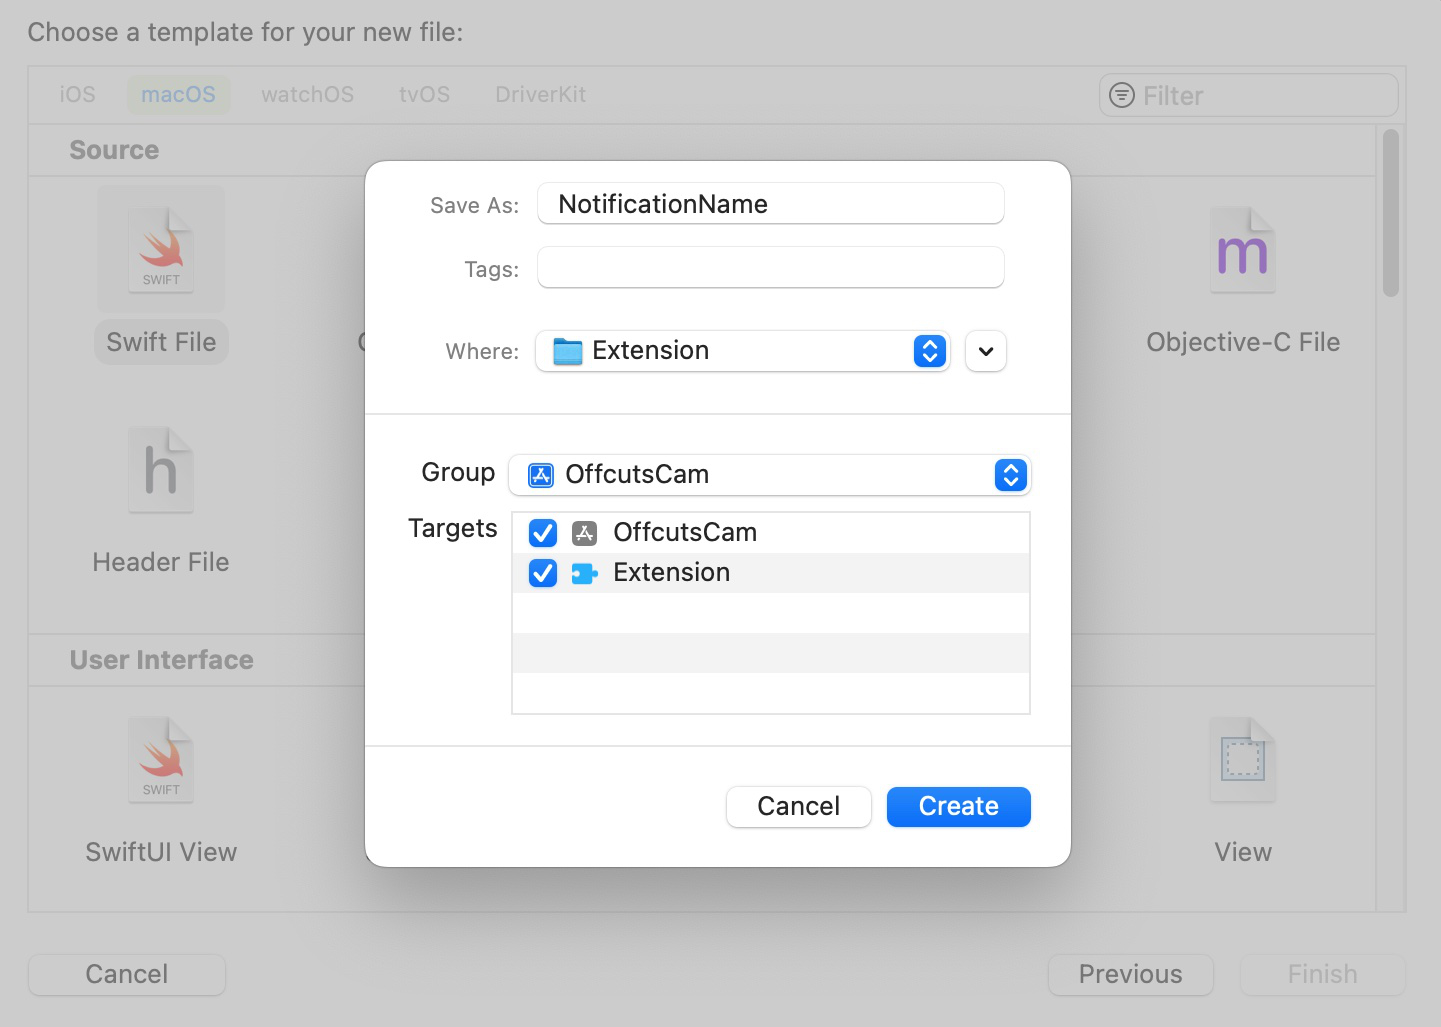 Choose a template for your new file:
iOS macOS watchOS tvOS DriverKit Filter
Source
Save As: NotificationName
Tags:
SWIFT
m
Swift File
Objective-C File
Where: Extension
h
Group OffcutsCam
Targets OffcutsCam
Extension
Header File
User Interface
SWIFT
Cancel Create
SwiftUI View
View
Cancel Previous Finish